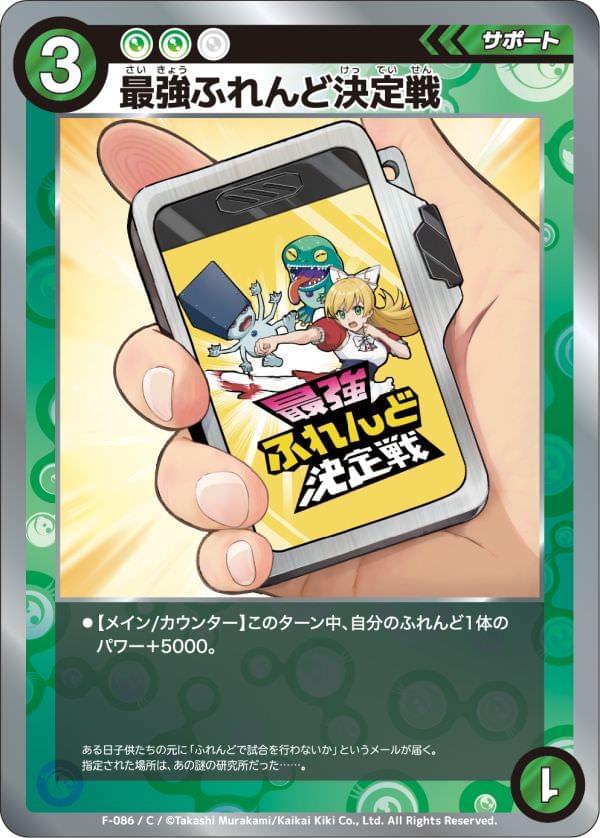 3
サポート
さいきょう けっていせん
最強ふれんど決定戦
最強
ふれんど
決定戦
●【メイン/カウンター】このターン中、自分のふれんど1体の
パワー+5000。
ある日子供たちの元に「ふれんどで試合を行わないか」というメールが届く。
指定された場所は、あの謎の研究所だった……。
1
F-086 / C / ©Takashi Murakami/Kaikai Kiki Co., Ltd. All Rights Reserved.